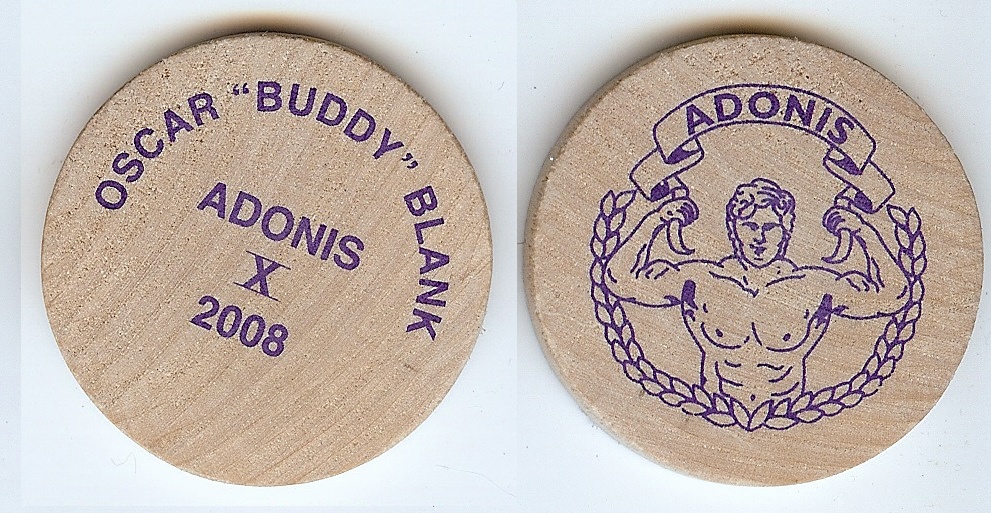 OSCAR “BUDDY” BLANK
ADONIS
X
2008
ADONIS